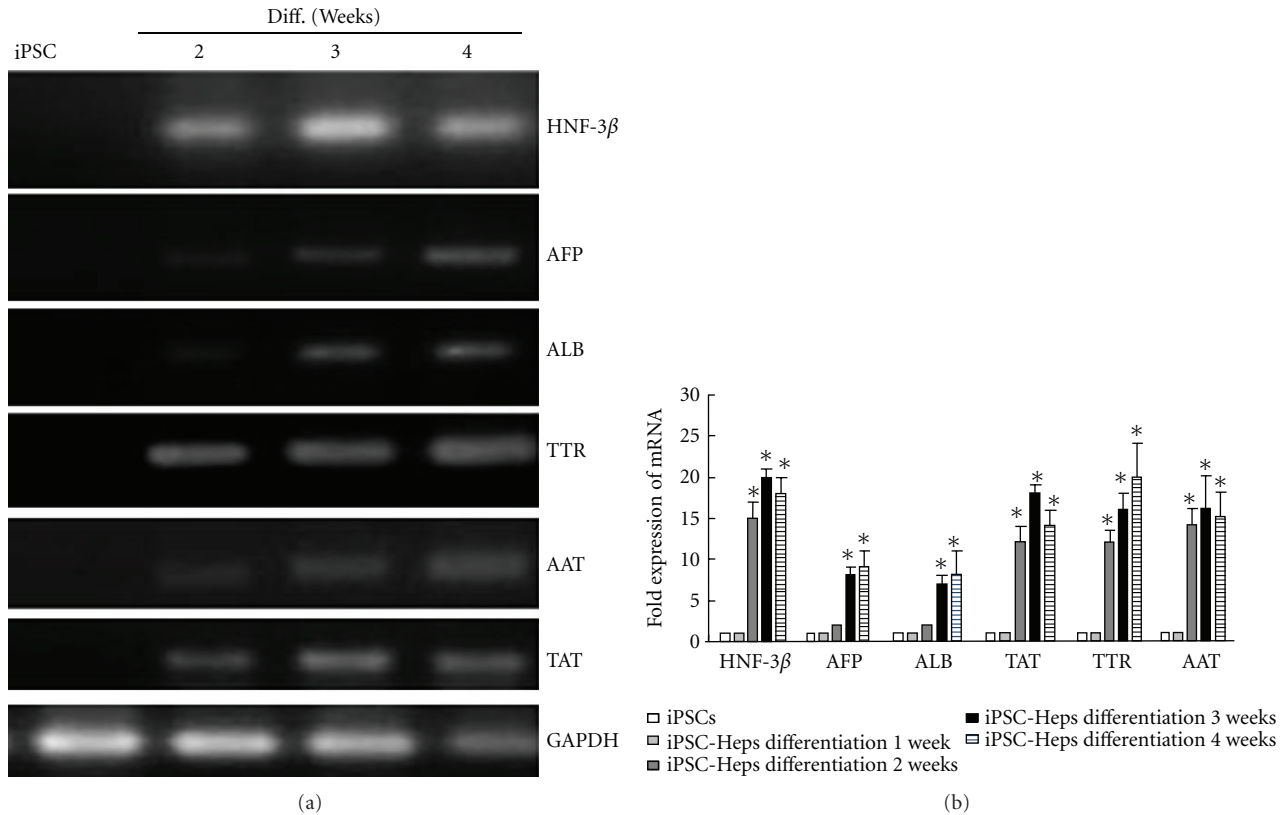 Diff. (Weeks)
iPSC 2 3 4
HNF-3β
AFP
ALB
TTR
AAT
TAT
GAPDH
(a)
Fold expression of mRNA
30
25
20
15
10
5
0
* * *
* *
* *
* * *
* * *
* * *
HNF-3β AFP ALB TAT TTR AAT
iPSCs
iPSC-Heps differentiation 1 week
iPSC-Heps differentiation 2 weeks
iPSC-Heps differentiation 3 weeks
iPSC-Heps differentiation 4 weeks
(b)